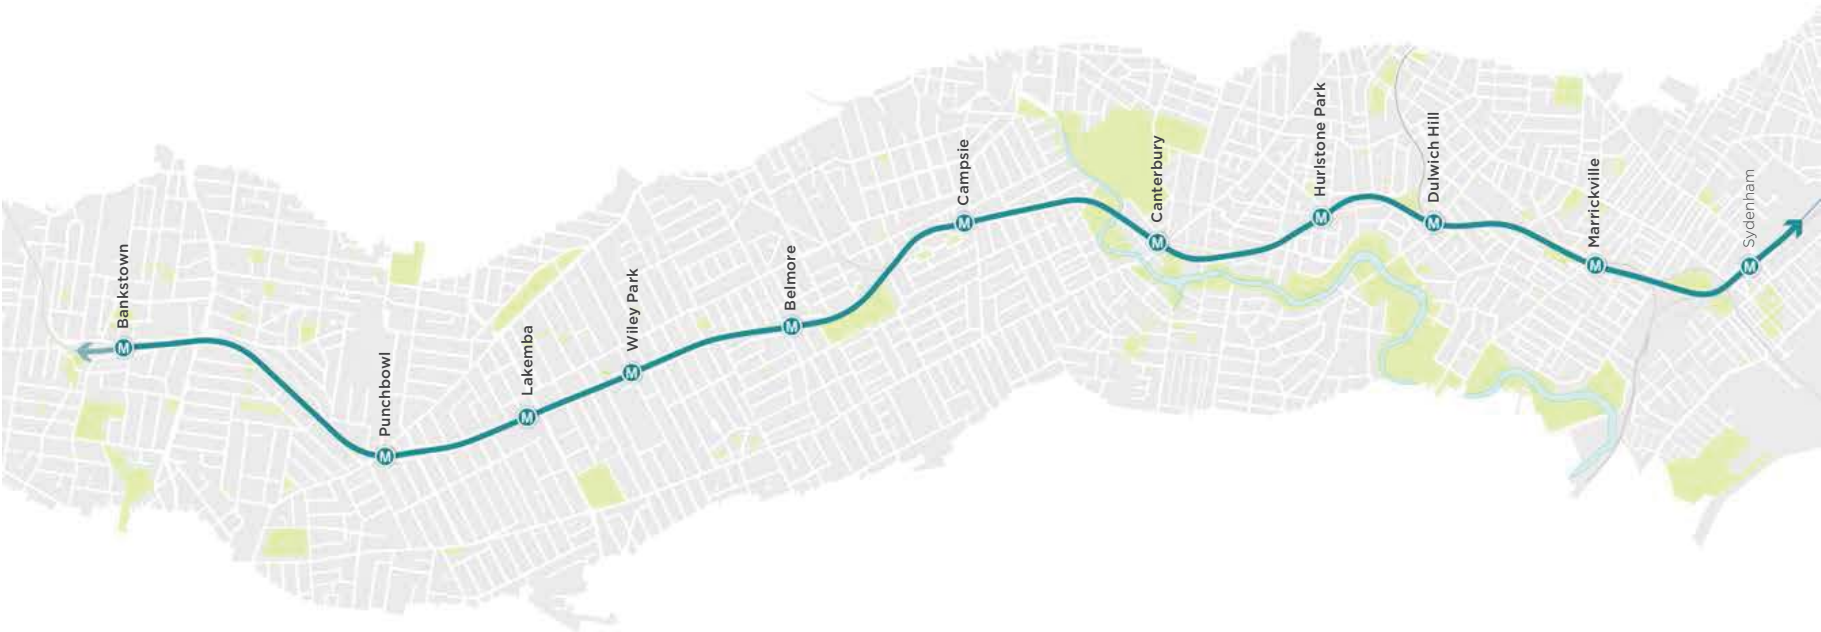 Bankstown
Punchbowl
Lakemba
Wiley Park
Belmore
Campsie
Canterbury
Hurlstone Park
Dulwich Hill
Marrickville
Sydenham
M
M
M
M
M
M
M
M
M
M
M